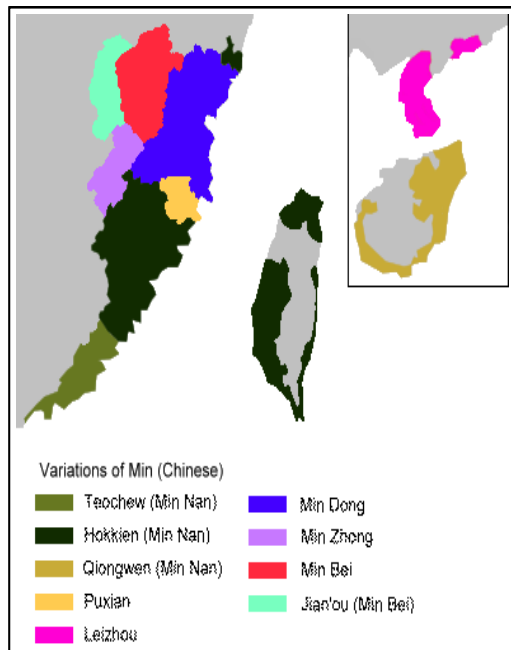 Variations of Min (Chinese)
Teochew (Min Nan)
Hokkien (Min Nan)
Qiongwen (Min Nan)
Puxian
Leizhou
Min Dong
Min Zhong
Min Bei
Jian'ou (Min Bei)